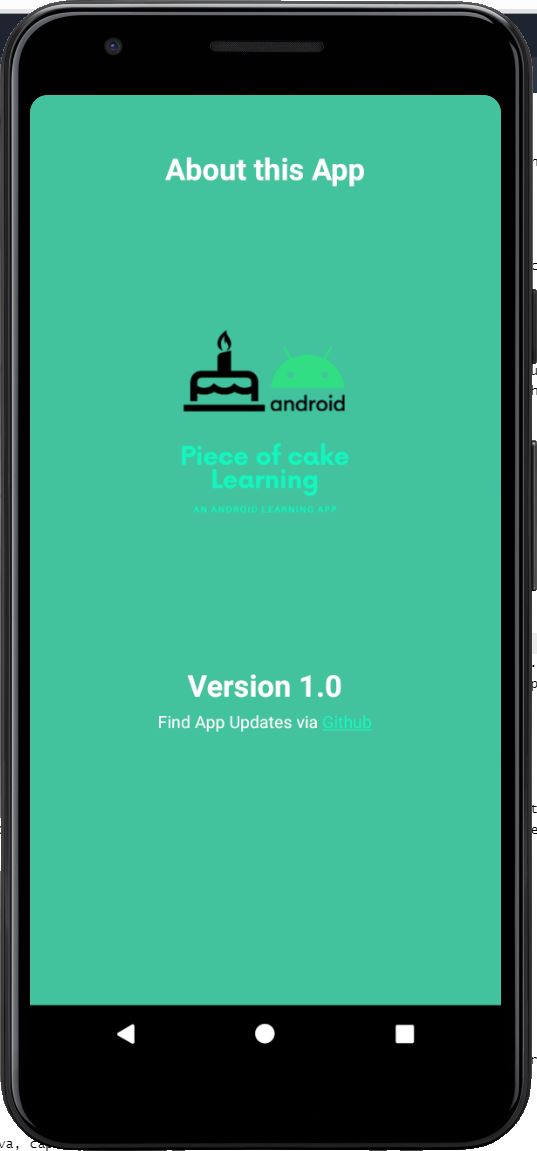 About this App
android
Piece of cake
Learning
AN ANDROID LEARNING APP
Version 1.0
Find App Updates via Github